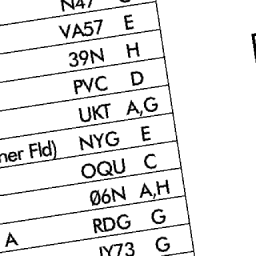 N47
VA57 E
39N H
PVC D
UKT A,G
ner Fld) NYG E
OQU C
Ø6N A,H
RDG G
A JY73 G